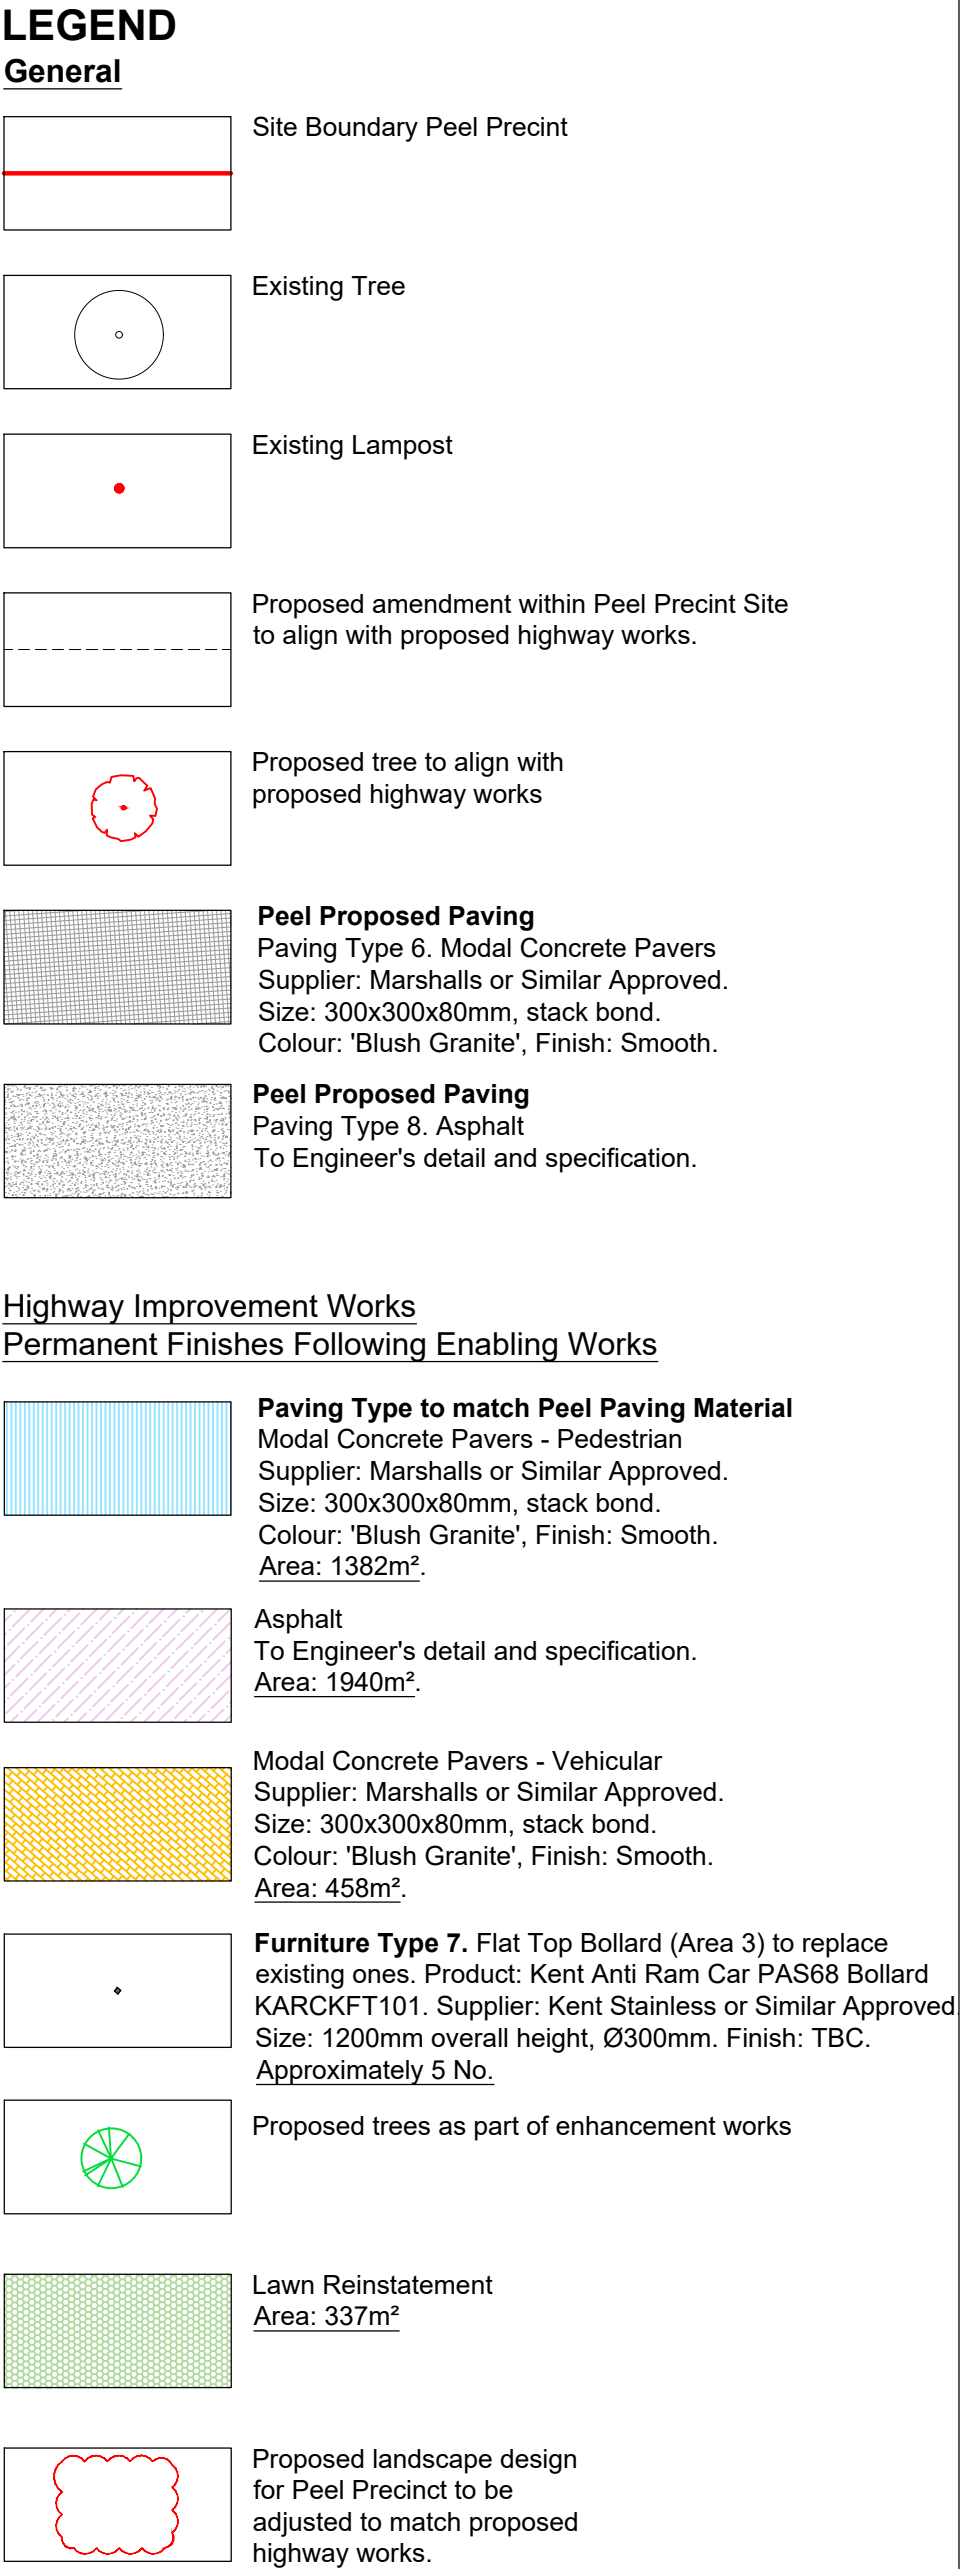 LEGEND
General
Site Boundary Peel Precint
Existing Tree
Existing Lampost
Proposed amendment within Peel Precint Site
to align with proposed highway works.
Proposed tree to align with
proposed highway works
Peel Proposed Paving
Paving Type 6. Modal Concrete Pavers
Supplier: Marshalls or Similar Approved.
Size: 300x300x80mm, stack bond.
Colour: 'Blush Granite', Finish: Smooth.
Peel Proposed Paving
Paving Type 8. Asphalt
To Engineer's detail and specification.
Highway Improvement Works
Permanent Finishes Following Enabling Works
Paving Type to match Peel Paving Material
Modal Concrete Pavers - Pedestrian
Supplier: Marshalls or Similar Approved.
Size: 300x300x80mm, stack bond.
Colour: 'Blush Granite', Finish: Smooth.
Area: 1382m².
Asphalt
To Engineer's detail and specification.
Area: 1940m².
Modal Concrete Pavers - Vehicular
Supplier: Marshalls or Similar Approved.
Size: 300x300x80mm, stack bond.
Colour: 'Blush Granite', Finish: Smooth.
Area: 458m².
Furniture Type 7. Flat Top Bollard (Area 3) to replace
existing ones. Product: Kent Anti Ram Car PAS68 Bollard
KARCKFT101. Supplier: Kent Stainless or Similar Approved.
Size: 1200mm overall height, Ø300mm. Finish: TBC.
Approximately 5 No.
Proposed trees as part of enhancement works
Lawn Reinstatement
Area: 337m²
Proposed landscape design
for Peel Precinct to be
adjusted to match proposed
highway works.